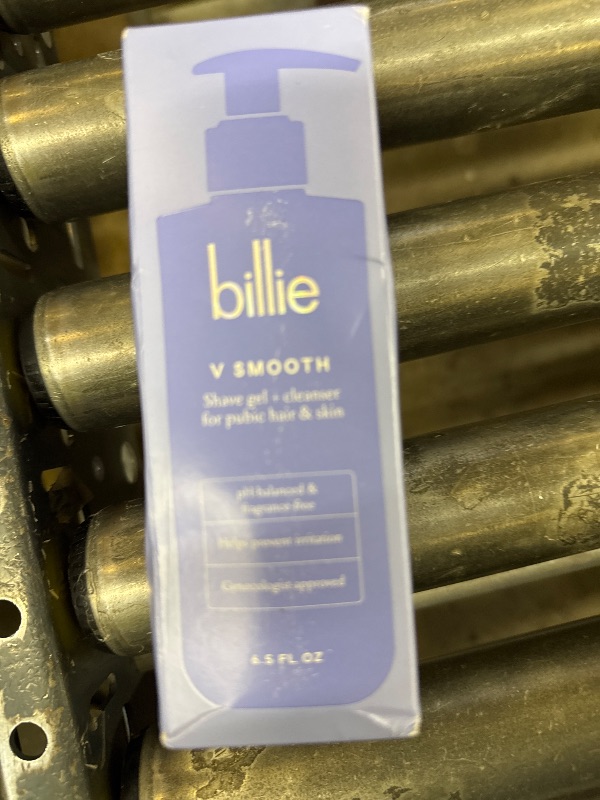 billie
V SMOOTH
Shave gel + cleanser
for pubic hair & skin
pH balanced &
fragrance free
Helps prevent irritation
Gynecologist approved
6.5 FL OZ